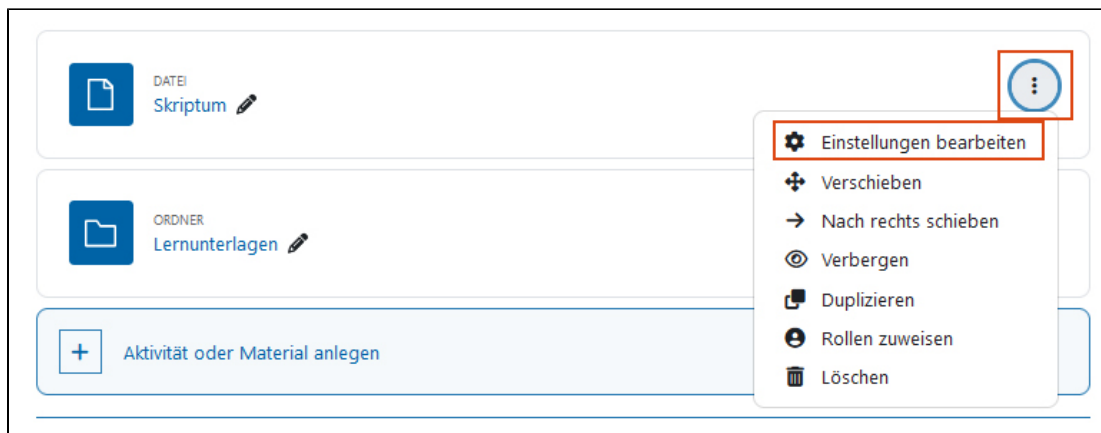 DATEI
Skriptum
Einstellungen bearbeiten
Verschieben
ORDNER
Lernunterlagen
Nach rechts schieben
Verbergen
Duplizieren
Aktivität oder Material anlegen
Rollen zuweisen
Löschen